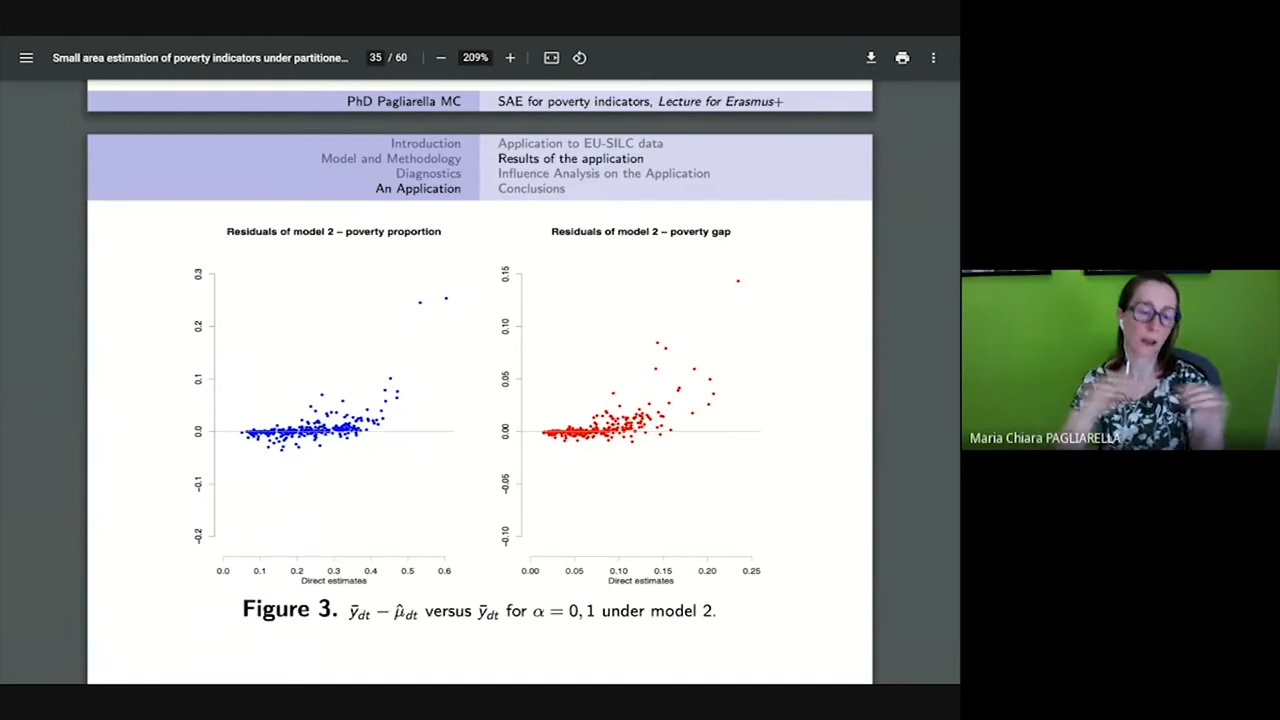 Small area estimation of poverty indicators under partitione... 35 / 60 209%
PhD Pagliarella MC SAE for poverty indicators, Lecture for Erasmus+
Introduction Application to EU-SILC data
Model and Methodology Results of the application
Diagnostics Influence Analysis on the Application
An Application Conclusions
Residuals of model 2 – poverty proportion
0.3
0.2
0.1
0.0
−0.1
−0.2
0.0 0.1 0.2 0.3 0.4 0.5 0.6
Direct estimates
Residuals of model 2 – poverty gap
0.15
0.10
0.05
0.00
−0.05
−0.10
0.00 0.05 0.10 0.15 0.20 0.25
Direct estimates
Figure 3. ȳ_dt − μ̂_dt versus ȳ_dt for α = 0, 1 under model 2.
Maria Chiara PAGLIARELLA